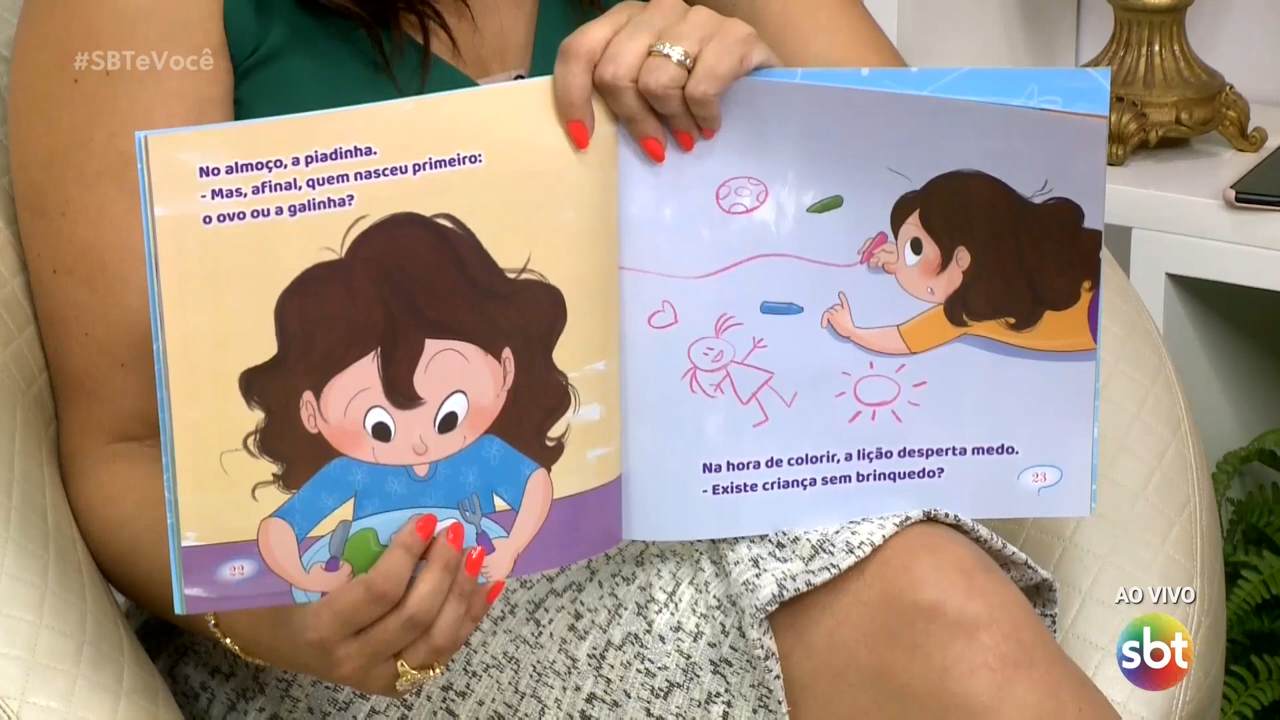 #SBTeVocê
No almoço, a piadinha.
- Mas, afinal, quem nasceu primeiro:
o ovo ou a galinha?
22
Na hora de colorir, a lição desperta medo.
- Existe criança sem brinquedo?
23
AO VIVO
sbt